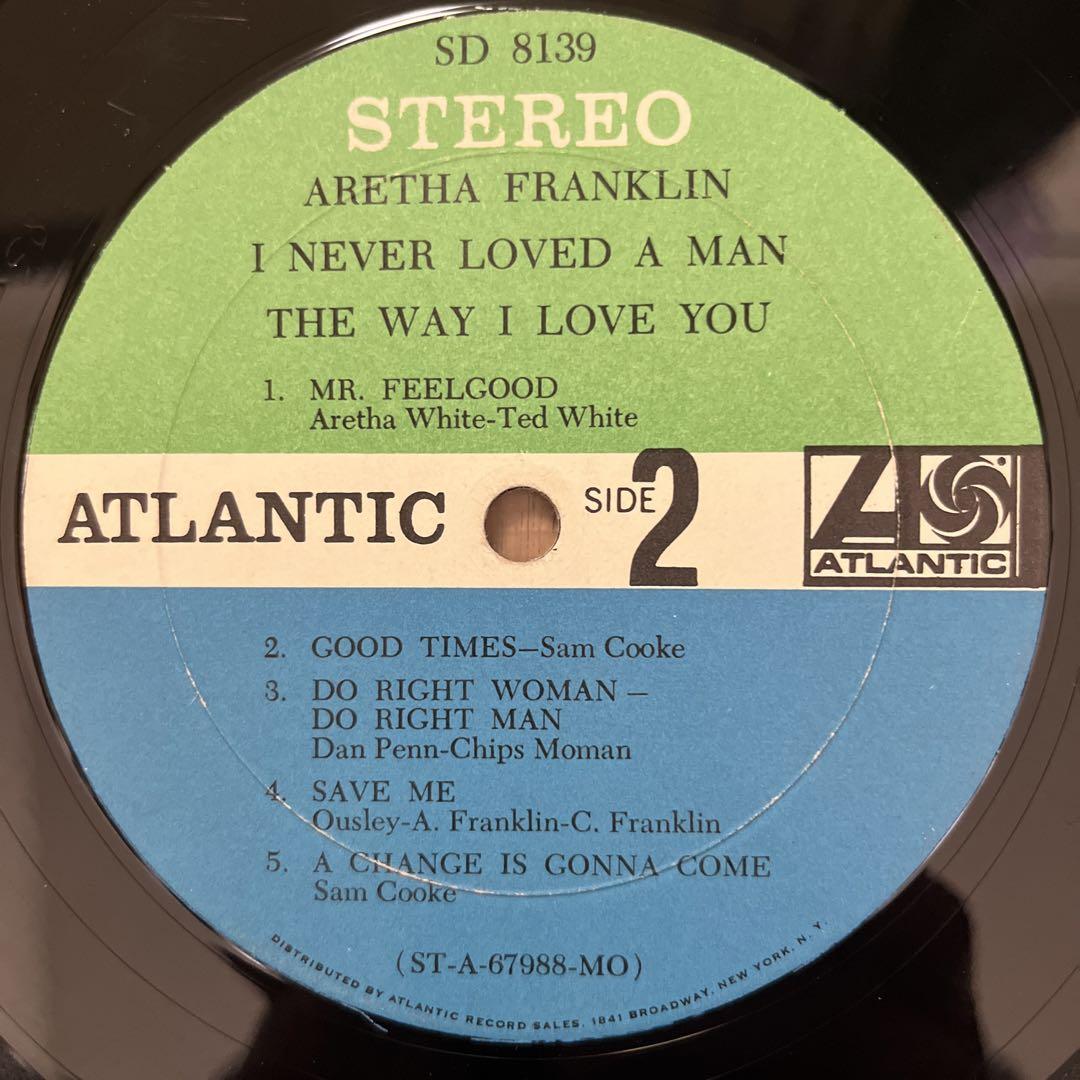 SD 8139
STEREO
ARETHA FRANKLIN
I NEVER LOVED A MAN
THE WAY I LOVE YOU
1. MR. FEELGOOD
Aretha White-Ted White
ATLANTIC
SIDE 2
ATLANTIC
2. GOOD TIMES—Sam Cooke
3. DO RIGHT WOMAN—
DO RIGHT MAN
Dan Penn-Chips Moman
4. SAVE ME
Ousley-A. Franklin-C. Franklin
5. A CHANGE IS GONNA COME
Sam Cooke
(ST-A-67988-MO)
DISTRIBUTED BY ATLANTIC RECORD SALES, 1841 BROADWAY, NEW YORK, N. Y.